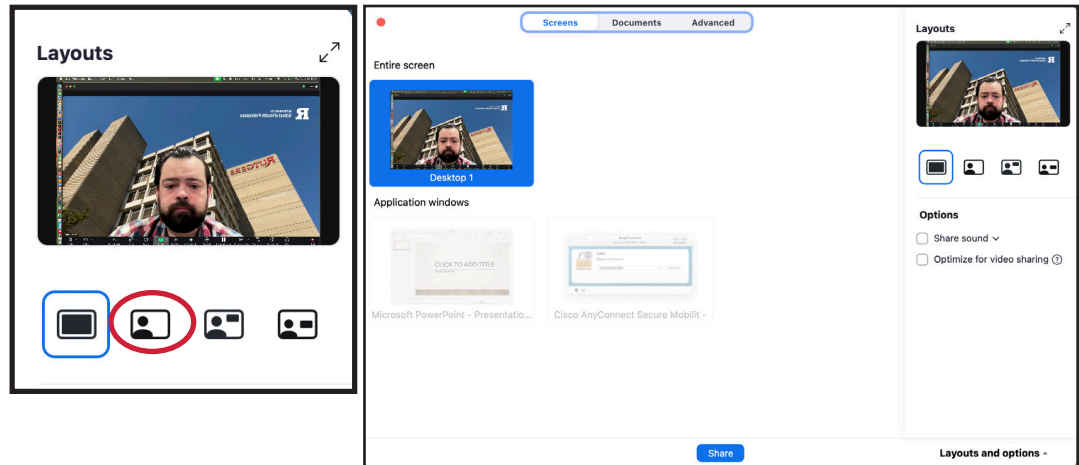 Layouts
Screens Documents Advanced
Entire screen
Desktop 1
Application windows
CLICK TO ADD TITLE
Microsoft PowerPoint - Presentatio...
Cisco AnyConnect Secure Mobilit -
Share
Layouts
Options
Share sound
Optimize for video sharing ?
Layouts and options
RUTGERS